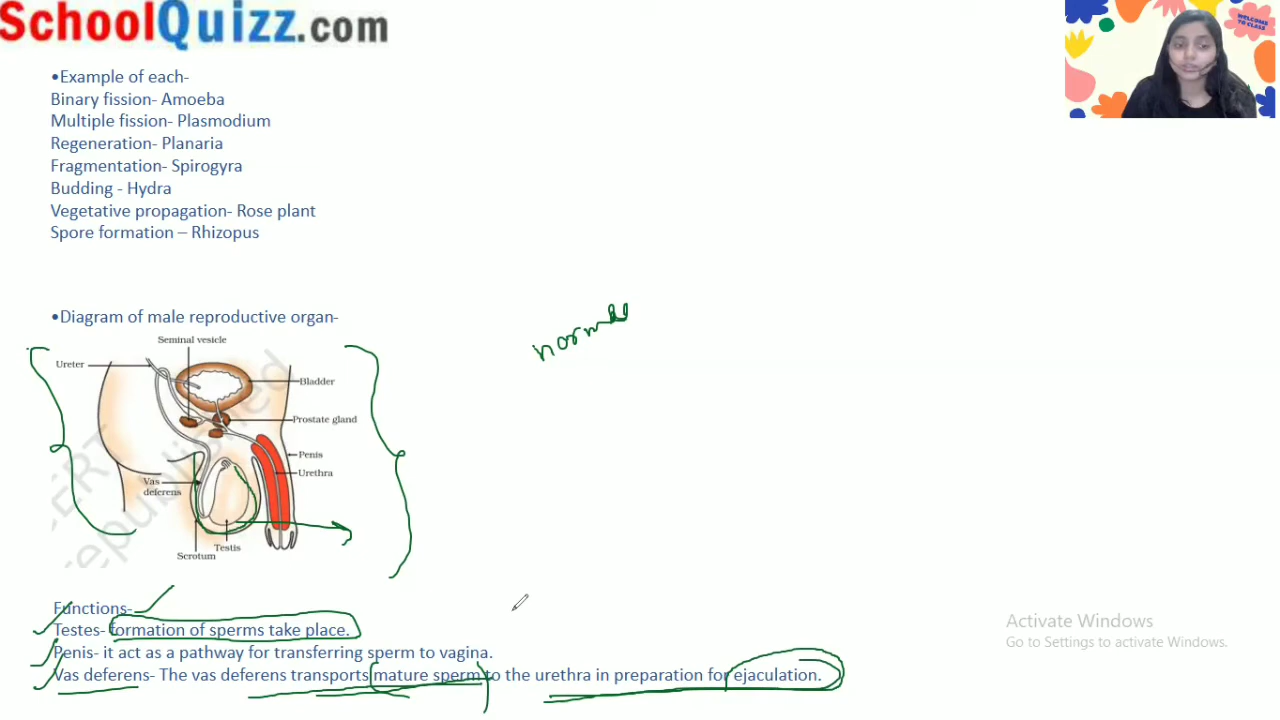 SchoolQuizz.com
WELCOME
TO CLASS
•Example of each-
Binary fission- Amoeba
Multiple fission- Plasmodium
Regeneration- Planaria
Fragmentation- Spirogyra
Budding - Hydra
Vegetative propagation- Rose plant
Spore formation – Rhizopus
•Diagram of male reproductive organ-
normal
Seminal vesicle
Ureter
Bladder
Prostate gland
Penis
Urethra
Vas
deferens
Testis
Scrotum
republished
Functions-
Testes- formation of sperms take place.
Penis- it act as a pathway for transferring sperm to vagina.
Vas deferens- The vas deferens transports mature sperm to the urethra in preparation for ejaculation.
Activate Windows
Go to Settings to activate Windows.